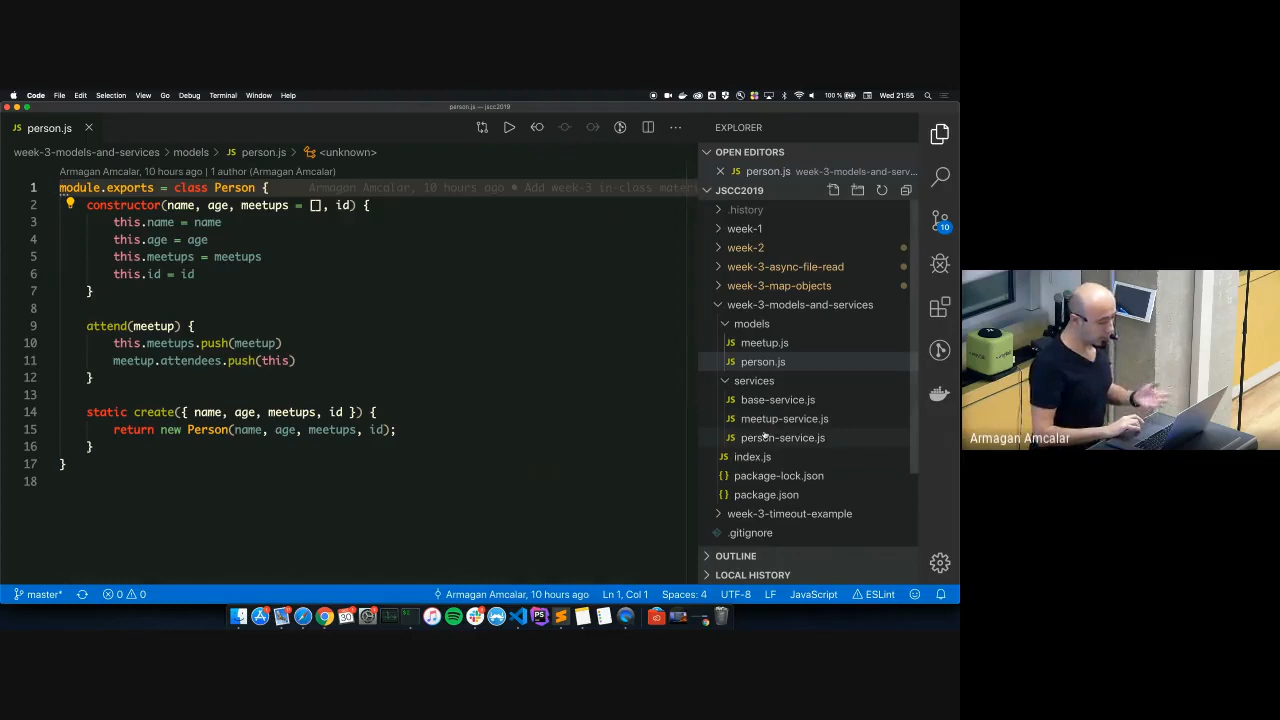 Code File Edit Selection View Go Debug Terminal Window Help 100 % Wed 21:55
person.js — jscc2019
JS person.js
week-3-models-and-services > models > JS person.js > <unknown>
Armagan Amcalar, 10 hours ago | 1 author (Armagan Amcalar)
1 module.exports = class Person { Armagan Amcalar, 10 hours ago • Add week-3 in-class mater
2 constructor(name, age, meetups = [], id) {
3 this.name = name
4 this.age = age
5 this.meetups = meetups
6 this.id = id
7 }
8
9 attend(meetup) {
10 this.meetups.push(meetup)
11 meetup.attendees.push(this)
12 }
13
14 static create({ name, age, meetups, id }) {
15 return new Person(name, age, meetups, id);
16 }
17 }
18
EXPLORER
OPEN EDITORS
JS person.js week-3-models-and-serv...
JSCC2019
.history
week-1
week-2
week-3-async-file-read
week-3-map-objects
week-3-models-and-services
models
JS meetup.js
JS person.js
services
JS base-service.js
JS meetup-service.js
JS person-service.js
JS index.js
{ } package-lock.json
{ } package.json
week-3-timeout-example
.gitignore
OUTLINE
LOCAL HISTORY
10
master* 0 0 Armagan Amcalar, 10 hours ago Ln 1, Col 1 Spaces: 4 UTF-8 LF JavaScript ESLint
Armagan Amcalar